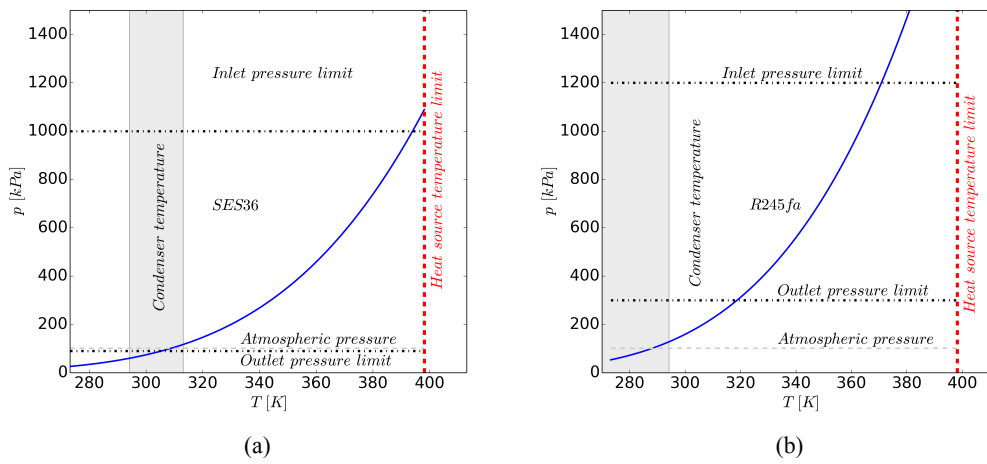 1400
1200
1000
800
600
400
200
0
p [kPa]
280
300
320
340
360
380
400
T [K]
Inlet pressure limit
SES36
Condenser temperature
Heat source temperature limit
Atmospheric pressure
Outlet pressure limit
(a)
1400
1200
1000
800
600
400
200
0
p [kPa]
280
300
320
340
360
380
400
T [K]
Inlet pressure limit
R245fa
Condenser temperature
Heat source temperature limit
Outlet pressure limit
Atmospheric pressure
(b)